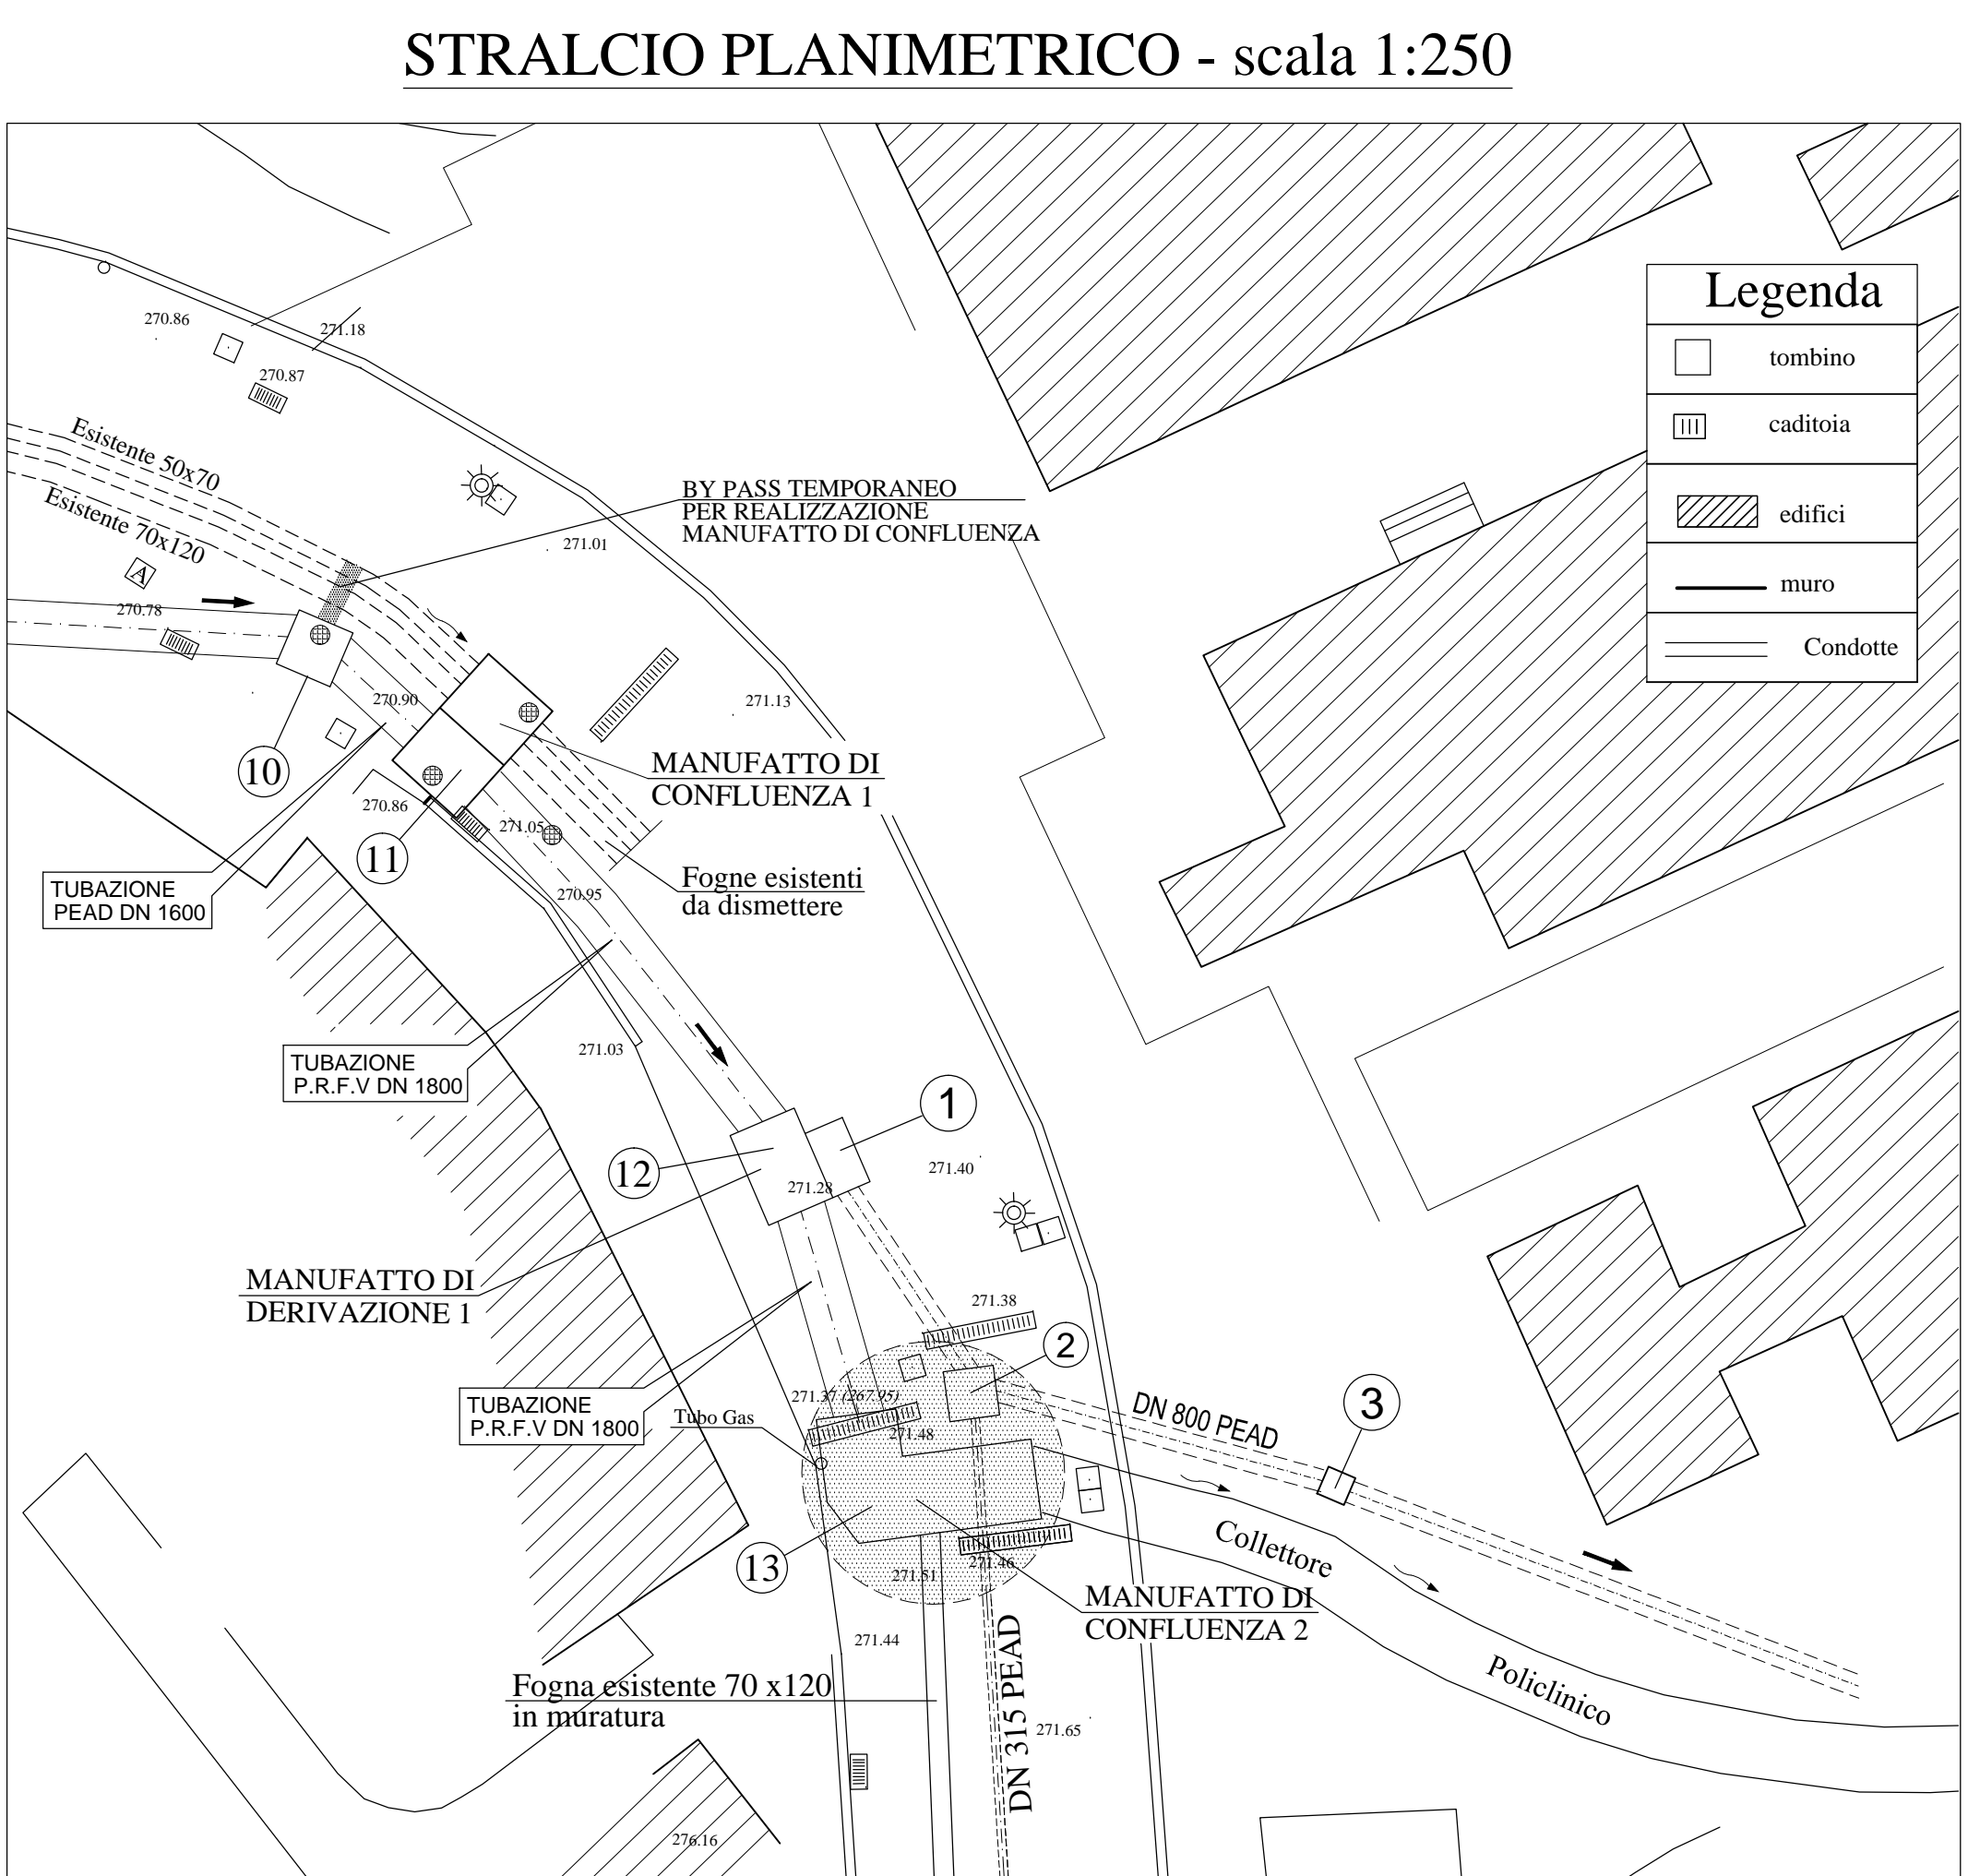 STRALCIO PLANIMETRICO - scala 1:250
Legenda
tombino
caditoia
edifici
muro
Condotte
270.86
271.18
270.87
Esistente 50x70
Esistente 70x120
A
270.78
BY PASS TEMPORANEO
PER REALIZZAZIONE
MANUFATTO DI CONFLUENZA
271.01
270.90
271.13
10
MANUFATTO DI
CONFLUENZA 1
270.86
271.05
11
TUBAZIONE
PEAD DN 1600
Fogne esistenti
da dismettere
270.95
271.03
TUBAZIONE
P.R.F.V DN 1800
1
12
271.40
271.28
MANUFATTO DI
DERIVAZIONE 1
271.38
2
271.37 (267.95)
TUBAZIONE
P.R.F.V DN 1800
Tubo Gas
271.48
DN 800 PEAD
3
Collettore
13
271.46
271.51
MANUFATTO DI
CONFLUENZA 2
271.44
Policlinico
Fogna esistente 70 x120
in muratura
DN 315 PEAD
271.65
276.16